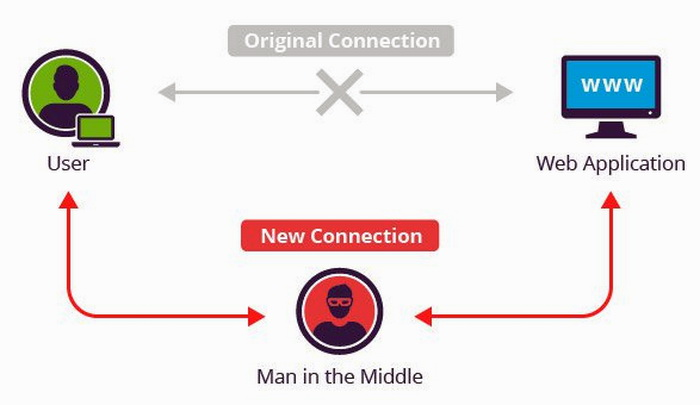 Original Connection
www
User
Web Application
New Connection
Man in the Middle